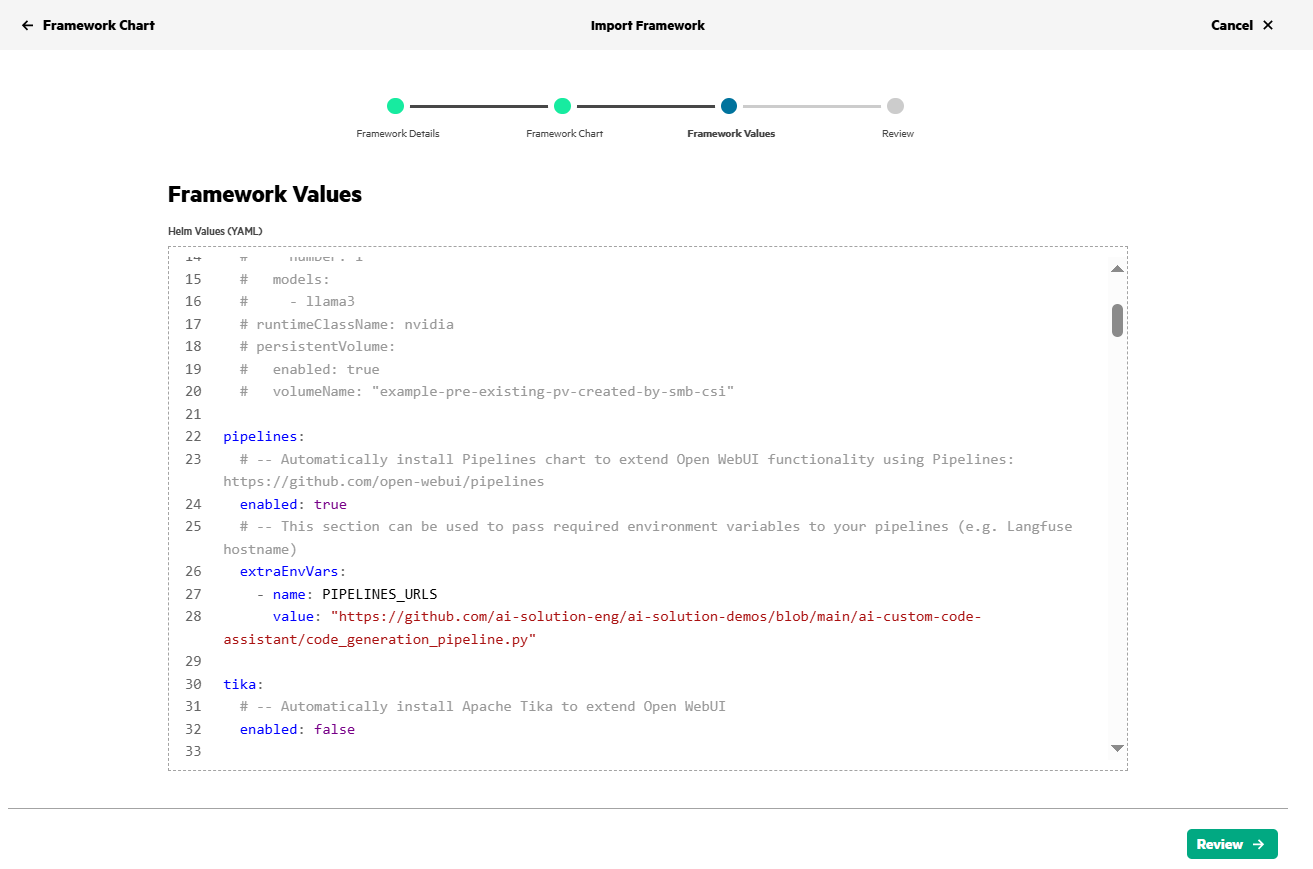 Framework Chart
Import Framework
Cancel
Framework Details
Framework Chart
Framework Values
Review
Framework Values
Helm Values (YAML)
14 # number: 1
15 # models:
16 # - llama3
17 # runtimeClassName: nvidia
18 # persistentVolume:
19 # enabled: true
20 # volumeName: "example-pre-existing-pv-created-by-smb-csi"
21
22 pipelines:
23 # -- Automatically install Pipelines chart to extend Open WebUI functionality using Pipelines:
https://github.com/open-webui/pipelines
24 enabled: true
25 # -- This section can be used to pass required environment variables to your pipelines (e.g. Langfuse
hostname)
26 extraEnvVars:
27 - name: PIPELINES_URLS
28 value: "https://github.com/ai-solution-eng/ai-solution-demos/blob/main/ai-custom-code-
assistant/code_generation_pipeline.py"
29
30 tika:
31 # -- Automatically install Apache Tika to extend Open WebUI
32 enabled: false
33
Review